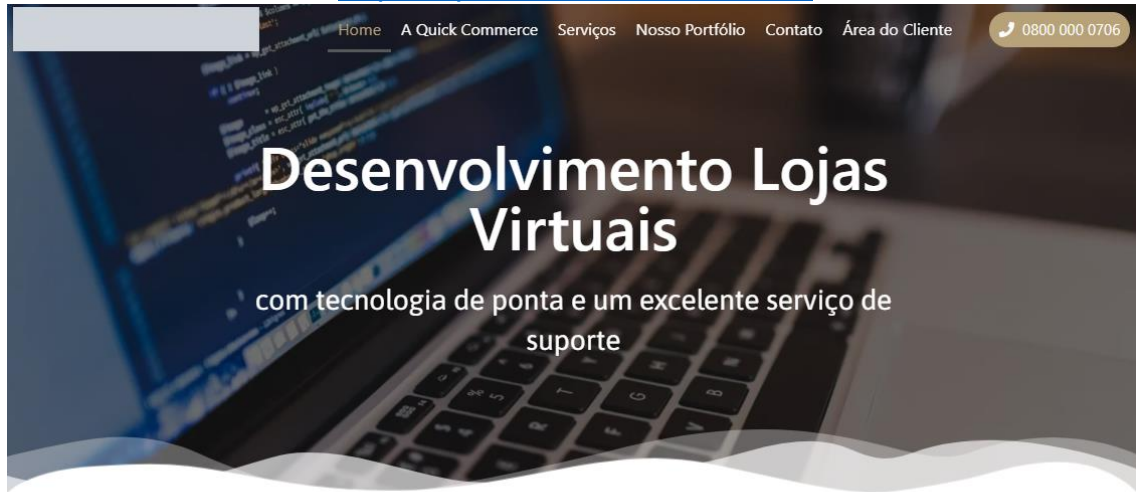 Home A Quick Commerce Serviços Nosso Portfólio Contato Área do Cliente 0800 000 0706
Desenvolvimento Lojas
Virtuais
com tecnologia de ponta e um excelente serviço de
suporte